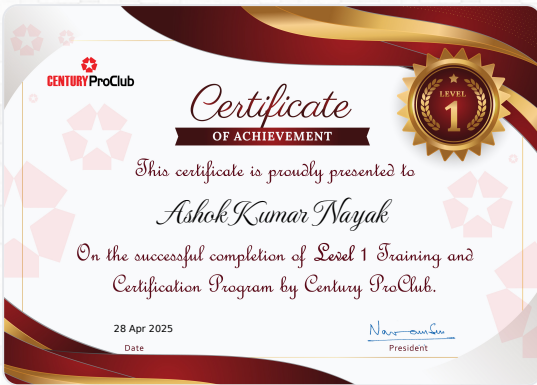 CENTURY ProClub
Certificate
OF ACHIEVEMENT
LEVEL
1
This certificate is proudly presented to
Ashok Kumar Nayak
On the successful completion of Level 1 Training and
Certification Program by Century ProClub.
28 Apr 2025
Date
President